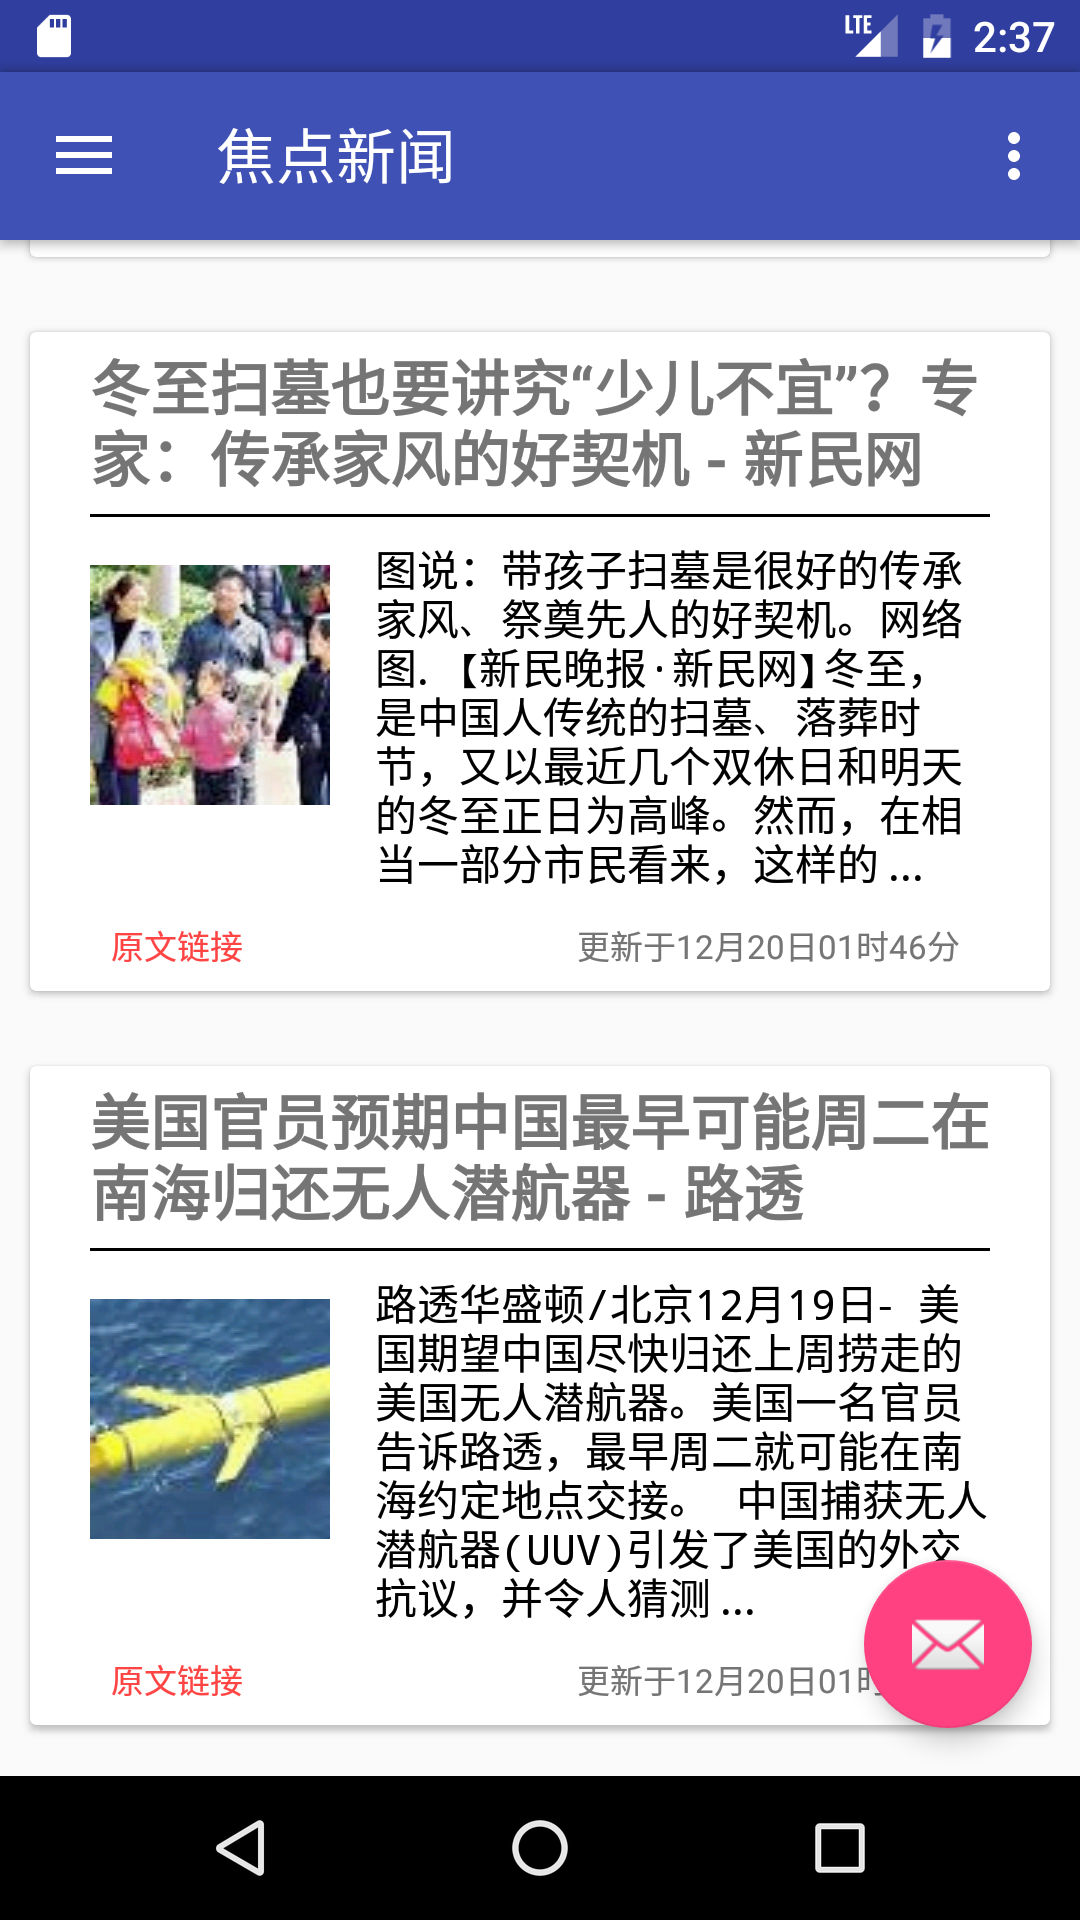 LTE 2:37
焦点新闻
冬至扫墓也要讲究“少儿不宜”？专
家：传承家风的好契机 - 新民网
图说：带孩子扫墓是很好的传承
家风、祭奠先人的好契机。网络
图. 【新民晚报·新民网】冬至，
是中国人传统的扫墓、落葬时
节，又以最近几个双休日和明天
的冬至正日为高峰。然而，在相
当一部分市民看来，这样的 ...
原文链接 更新于12月20日01时46分
美国官员预期中国最早可能周二在
南海归还无人潜航器 - 路透
路透华盛顿/北京12月19日- 美
国期望中国尽快归还上周捞走的
美国无人潜航器。美国一名官员
告诉路透，最早周二就可能在南
海约定地点交接。 中国捕获无人
潜航器(UUV)引发了美国的外交
抗议，并令人猜测 ...
原文链接 更新于12月20日01时